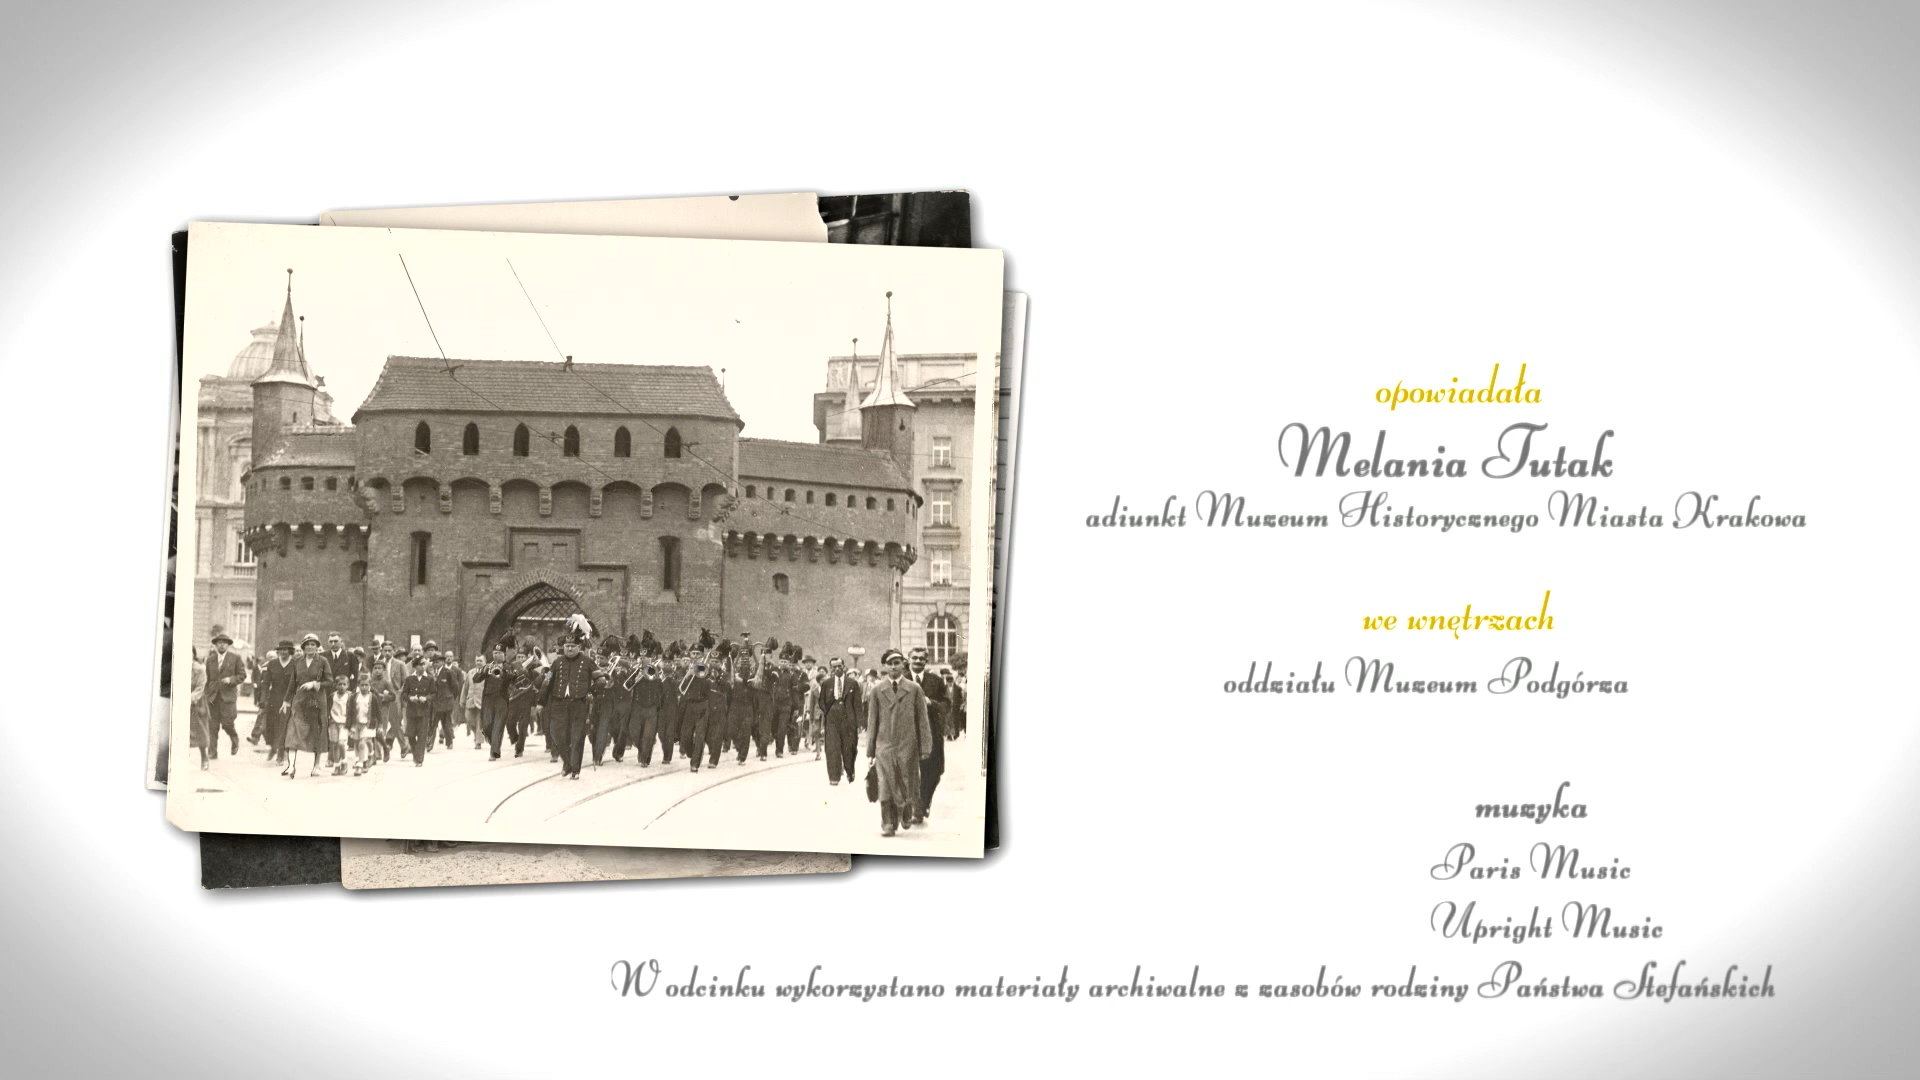 opowiadała
Melania Tutak
adiunkt Muzeum Historycznego Miasta Krakowa
we wnętrzach
oddziału Muzeum Podgórza
muzyka
Paris Music
Upright Music
W odcinku wykorzystano materiały archiwalne z zasobów rodziny Państwa Stefańskich